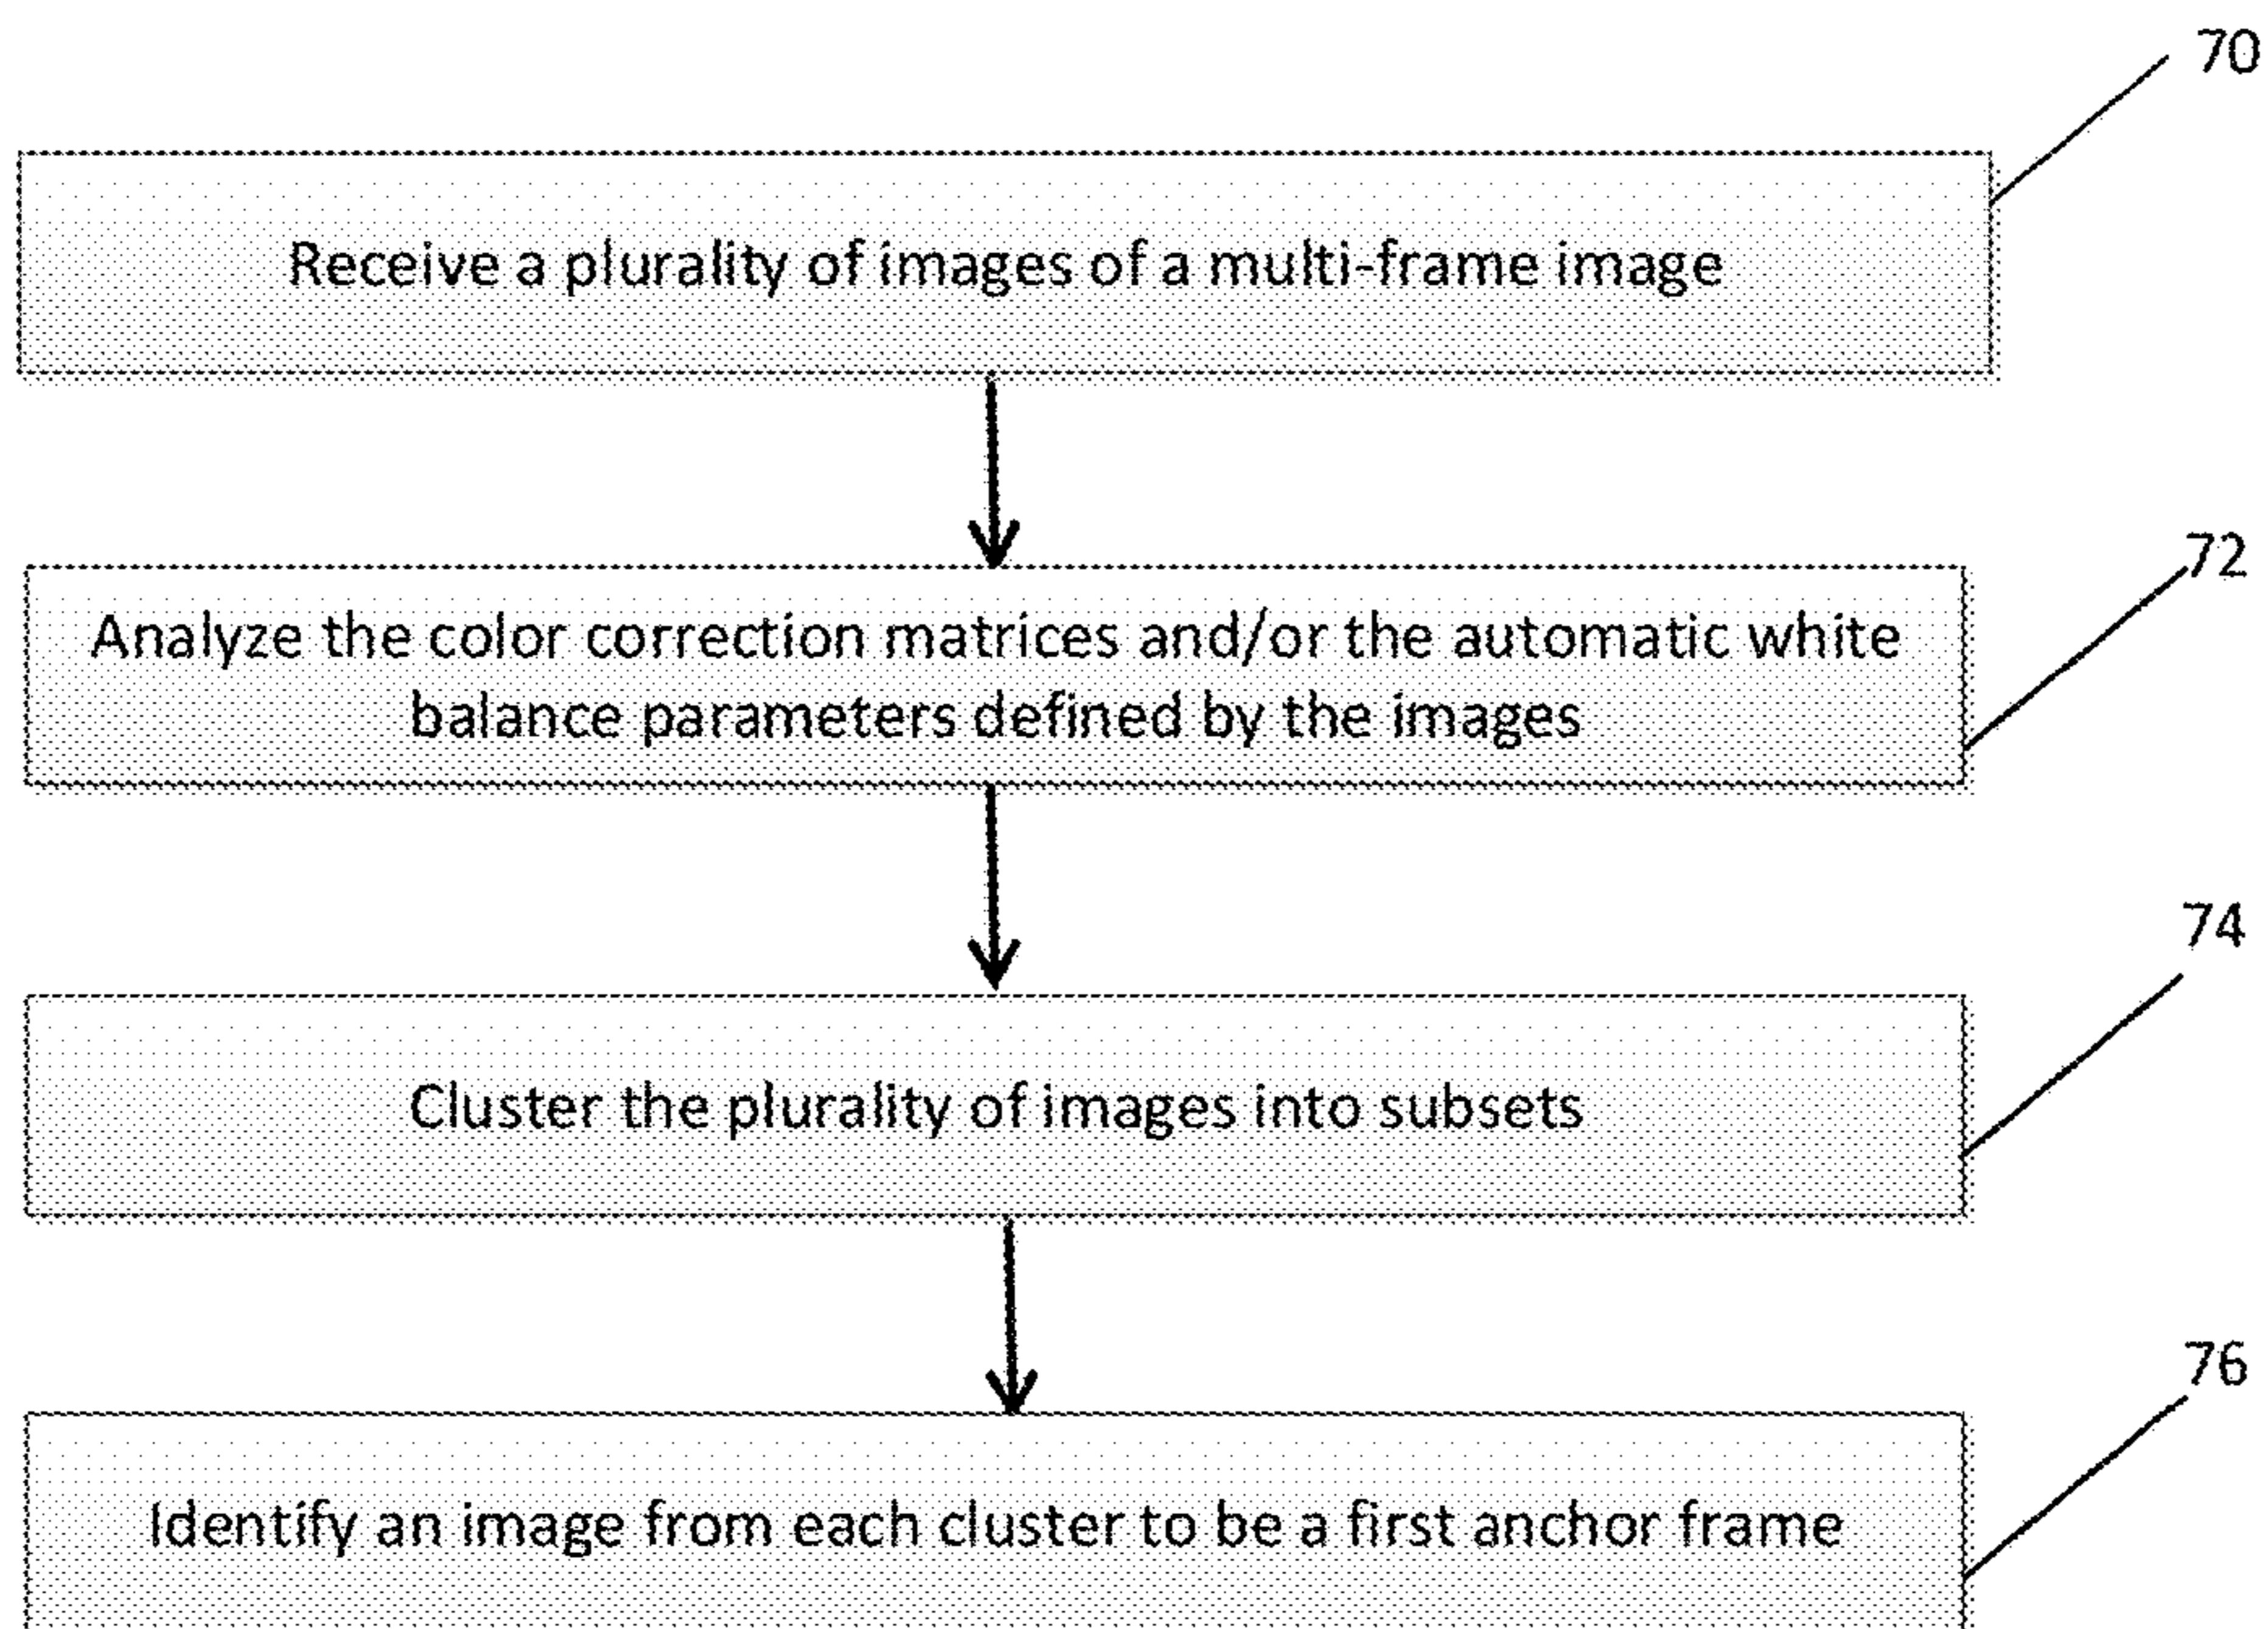 70
Receive a plurality of images of a multi-frame image
72
Analyze the color correction matrices and/or the automatic white
balance parameters defined by the images
74
Cluster the plurality of images into subsets
76
Identify an image from each cluster to be a first anchor frame